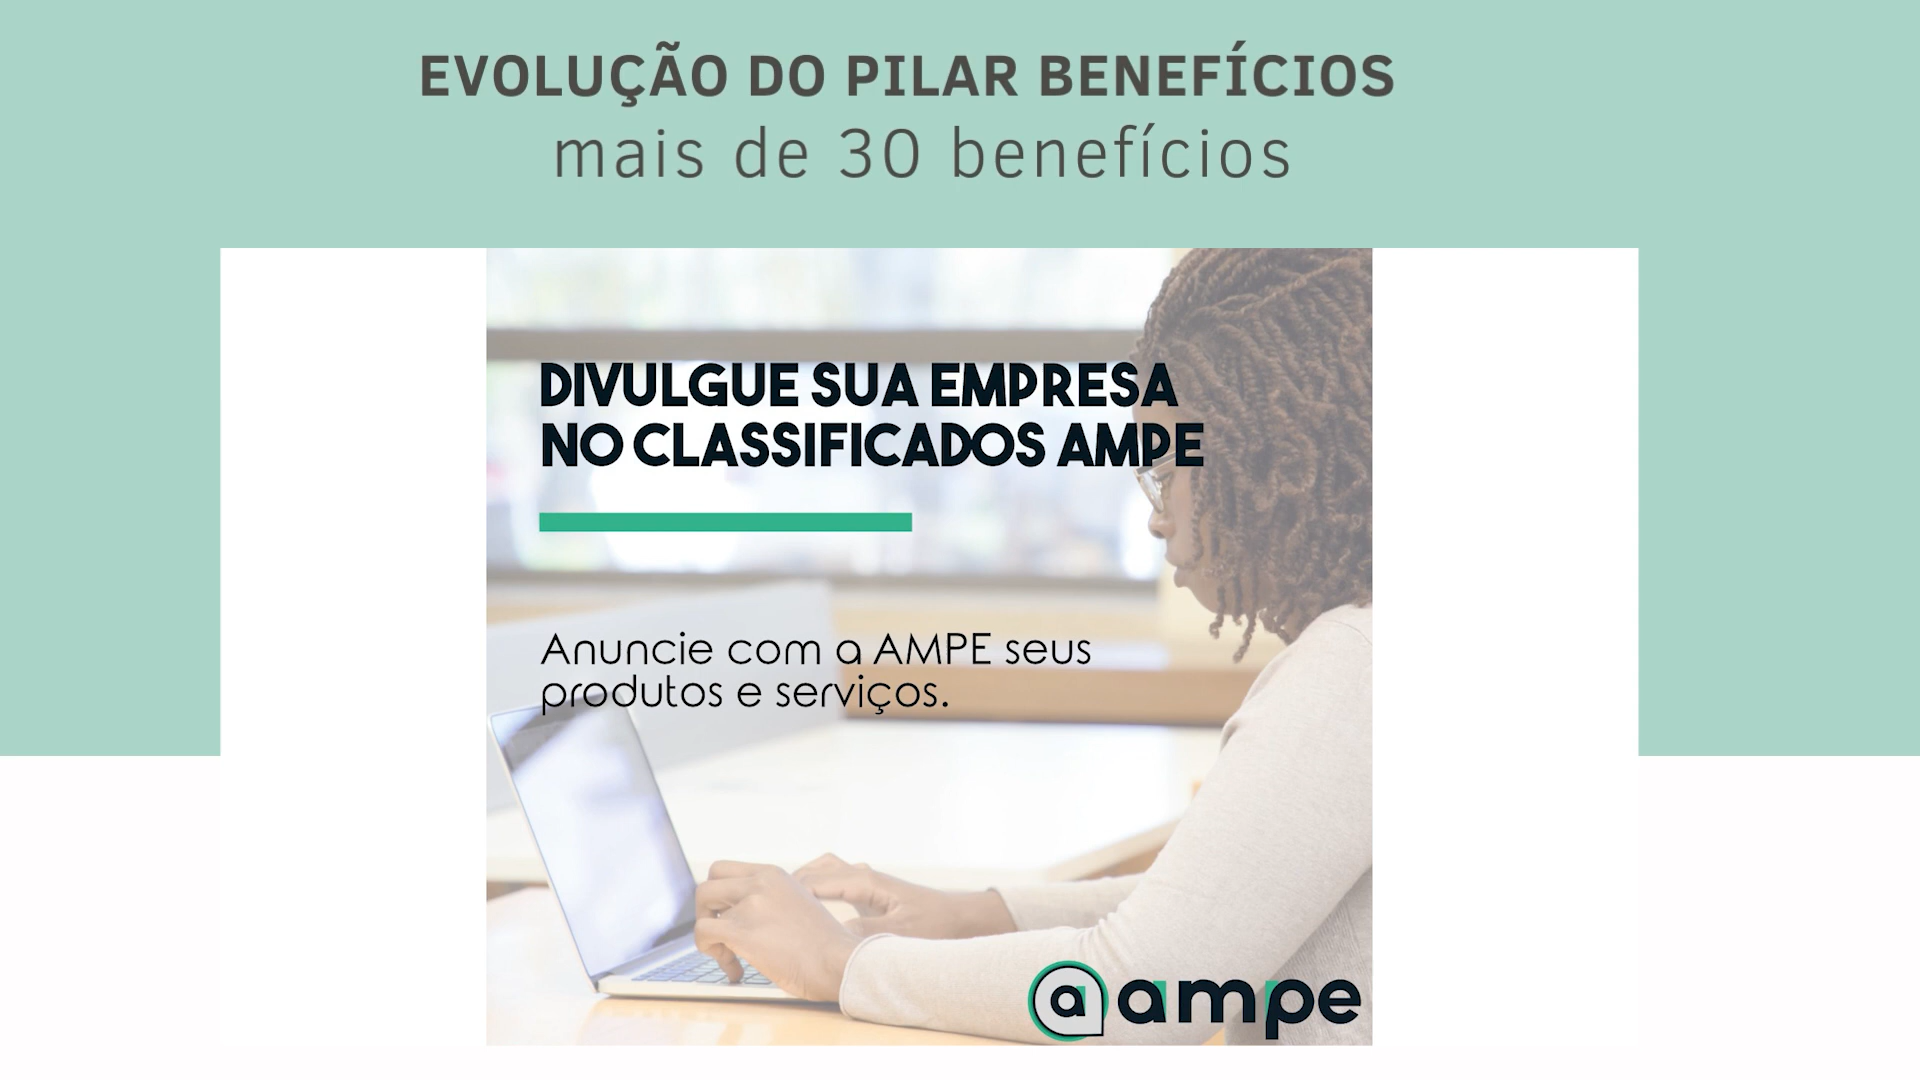 EVOLUÇÃO DO PILAR BENEFÍCIOS
mais de 30 benefícios
DIVULGUE SUA EMPRESA
NO CLASSIFICADOS AMPE
Anuncie com a AMPE seus
produtos e serviços.
a ampe